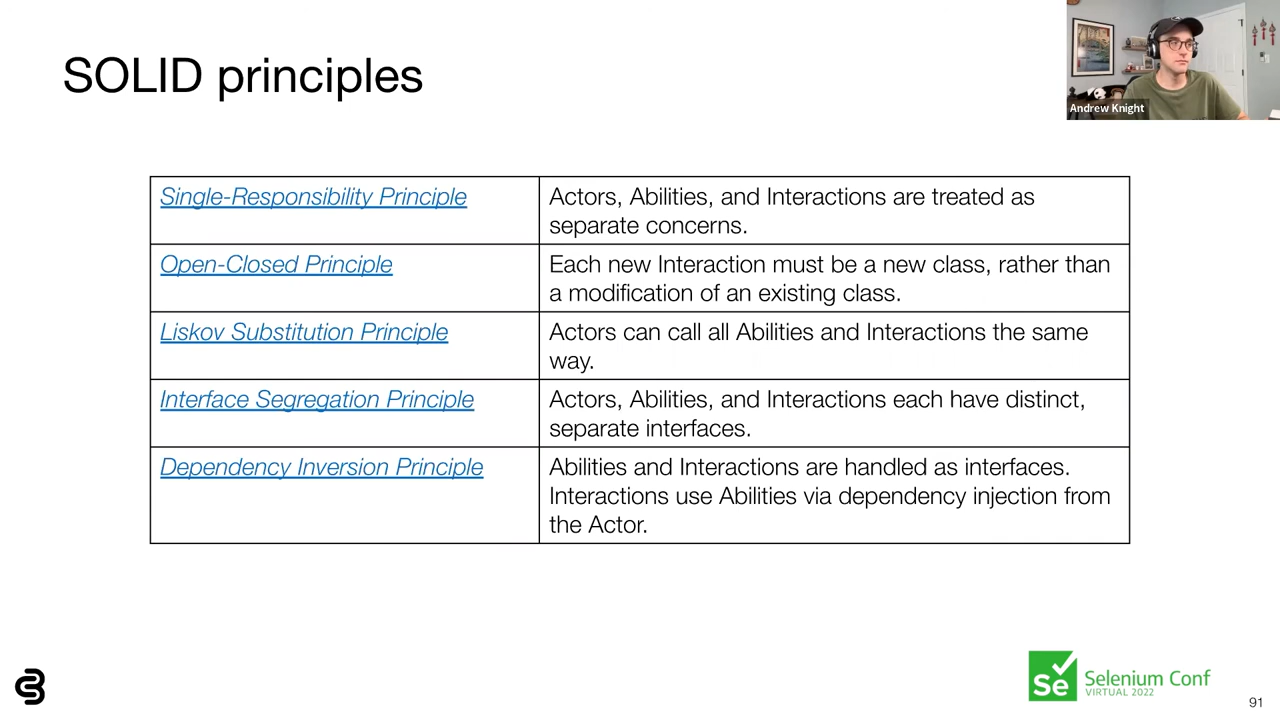 SOLID principles
Andrew Knight
Single-Responsibility Principle
Actors, Abilities, and Interactions are treated as
separate concerns.
Open-Closed Principle
Each new Interaction must be a new class, rather than
a modification of an existing class.
Liskov Substitution Principle
Actors can call all Abilities and Interactions the same
way.
Interface Segregation Principle
Actors, Abilities, and Interactions each have distinct,
separate interfaces.
Dependency Inversion Principle
Abilities and Interactions are handled as interfaces.
Interactions use Abilities via dependency injection from
the Actor.
Se
Selenium Conf
VIRTUAL 2022
91